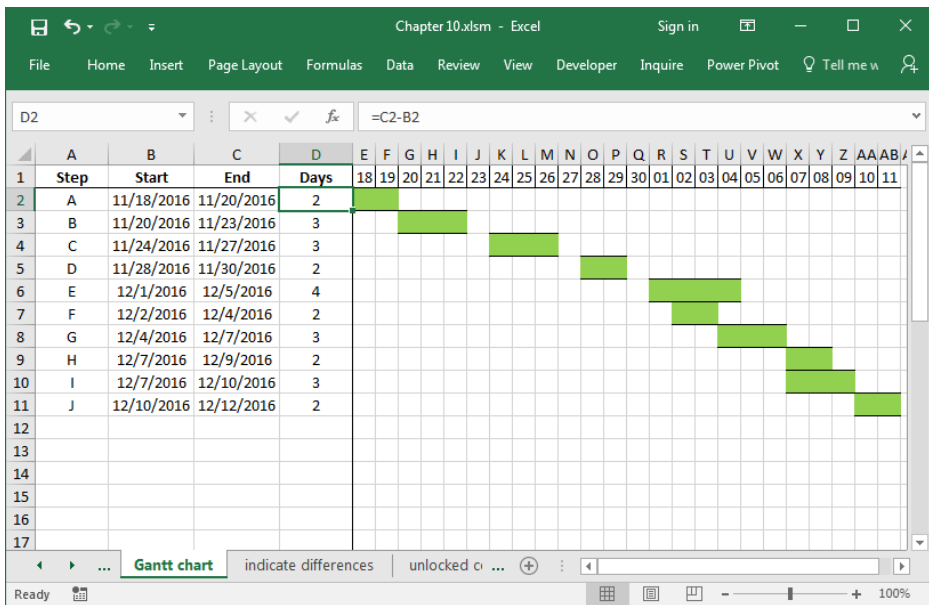 Chapter 10.xlsm - Excel Sign in
File Home Insert Page Layout Formulas Data Review View Developer Inquire Power Pivot Tell me w
D2 fx =C2-B2
A B C D E F G H I J K L M N O P Q R S T U V W X Y Z AA AB
1 Step Start End Days 18 19 20 21 22 23 24 25 26 27 28 29 30 01 02 03 04 05 06 07 08 09 10 11
2 A 11/18/2016 11/20/2016 2
3 B 11/20/2016 11/23/2016 3
4 C 11/24/2016 11/27/2016 3
5 D 11/28/2016 11/30/2016 2
6 E 12/1/2016 12/5/2016 4
7 F 12/2/2016 12/4/2016 2
8 G 12/4/2016 12/7/2016 3
9 H 12/7/2016 12/9/2016 2
10 I 12/7/2016 12/10/2016 3
11 J 12/10/2016 12/12/2016 2
12
13
14
15
16
17
... Gantt chart indicate differences unlocked c ...
Ready 100%